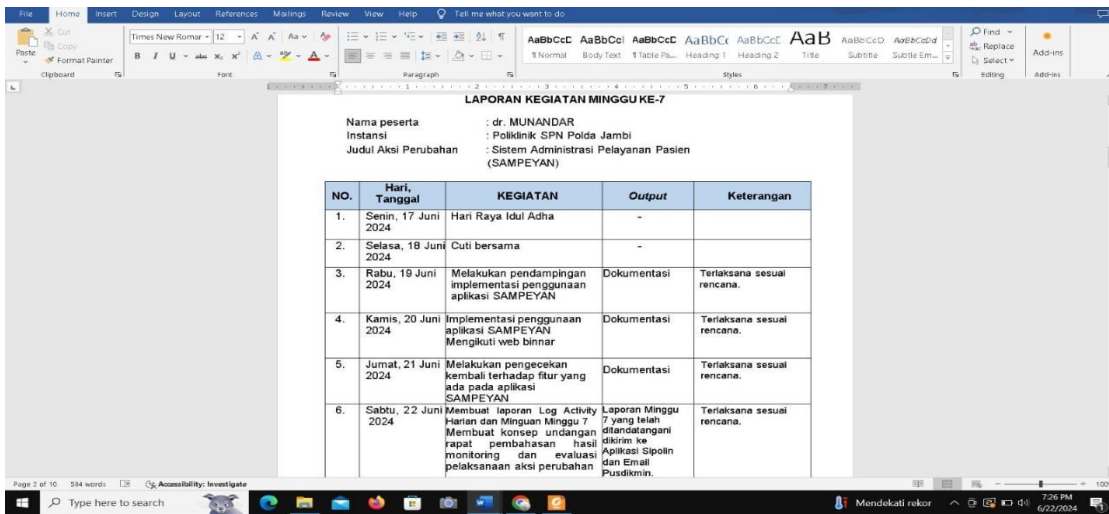 File Home Insert Design Layout References Mailings Review View Help Tell me what you want to do
Cut
Copy
Paste
Format Painter
Clipboard
Times New Romar 12
Font
Paragraph
AaBbCcC AaBbCcI AaBbCcC AaBbCc AaBbCcC AaB AaBbCcD AaBbCcDd
¶ Normal Body Text ¶ Table Pa... Heading 1 Heading 2 Title Subtitle Subtle Em...
Styles
Find
Replace
Select
Editing
Add-ins
Add-ins
LAPORAN KEGIATAN MINGGU KE-7
Nama peserta : dr. MUNANDAR
Instansi : Poliklinik SPN Polda Jambi
Judul Aksi Perubahan : Sistem Administrasi Pelayanan Pasien
(SAMPEYAN)
NO. Hari, Tanggal KEGIATAN Output Keterangan
1. Senin, 17 Juni Hari Raya Idul Adha -
2024
2. Selasa, 18 Juni Cuti bersama -
2024
3. Rabu, 19 Juni Melakukan pendampingan Dokumentasi Terlaksana sesuai
2024 implementasi penggunaan rencana.
aplikasi SAMPEYAN
4. Kamis, 20 Juni Implementasi penggunaan Dokumentasi Terlaksana sesuai
2024 aplikasi SAMPEYAN rencana.
Mengikuti web binnar
5. Jumat, 21 Juni Melakukan pengecekan Dokumentasi Terlaksana sesuai
2024 kembali terhadap fitur yang rencana.
ada pada aplikasi
SAMPEYAN
6. Sabtu, 22 Juni Membuat laporan Log Activity Laporan Minggu Terlaksana sesuai
2024 Harian dan Minguan Minggu 7 7 yang telah rencana.
Membuat konsep undangan ditandatangani
rapat pembahasan hasil dikirim ke
monitoring dan evaluasi Aplikasi Sipolin
pelaksanaan aksi perubahan dan Email
Pusdikmin.
Page 2 of 10 594 words Accessibility: Investigate
Type here to search
Mendekati rekor
7:26 PM
6/22/2024